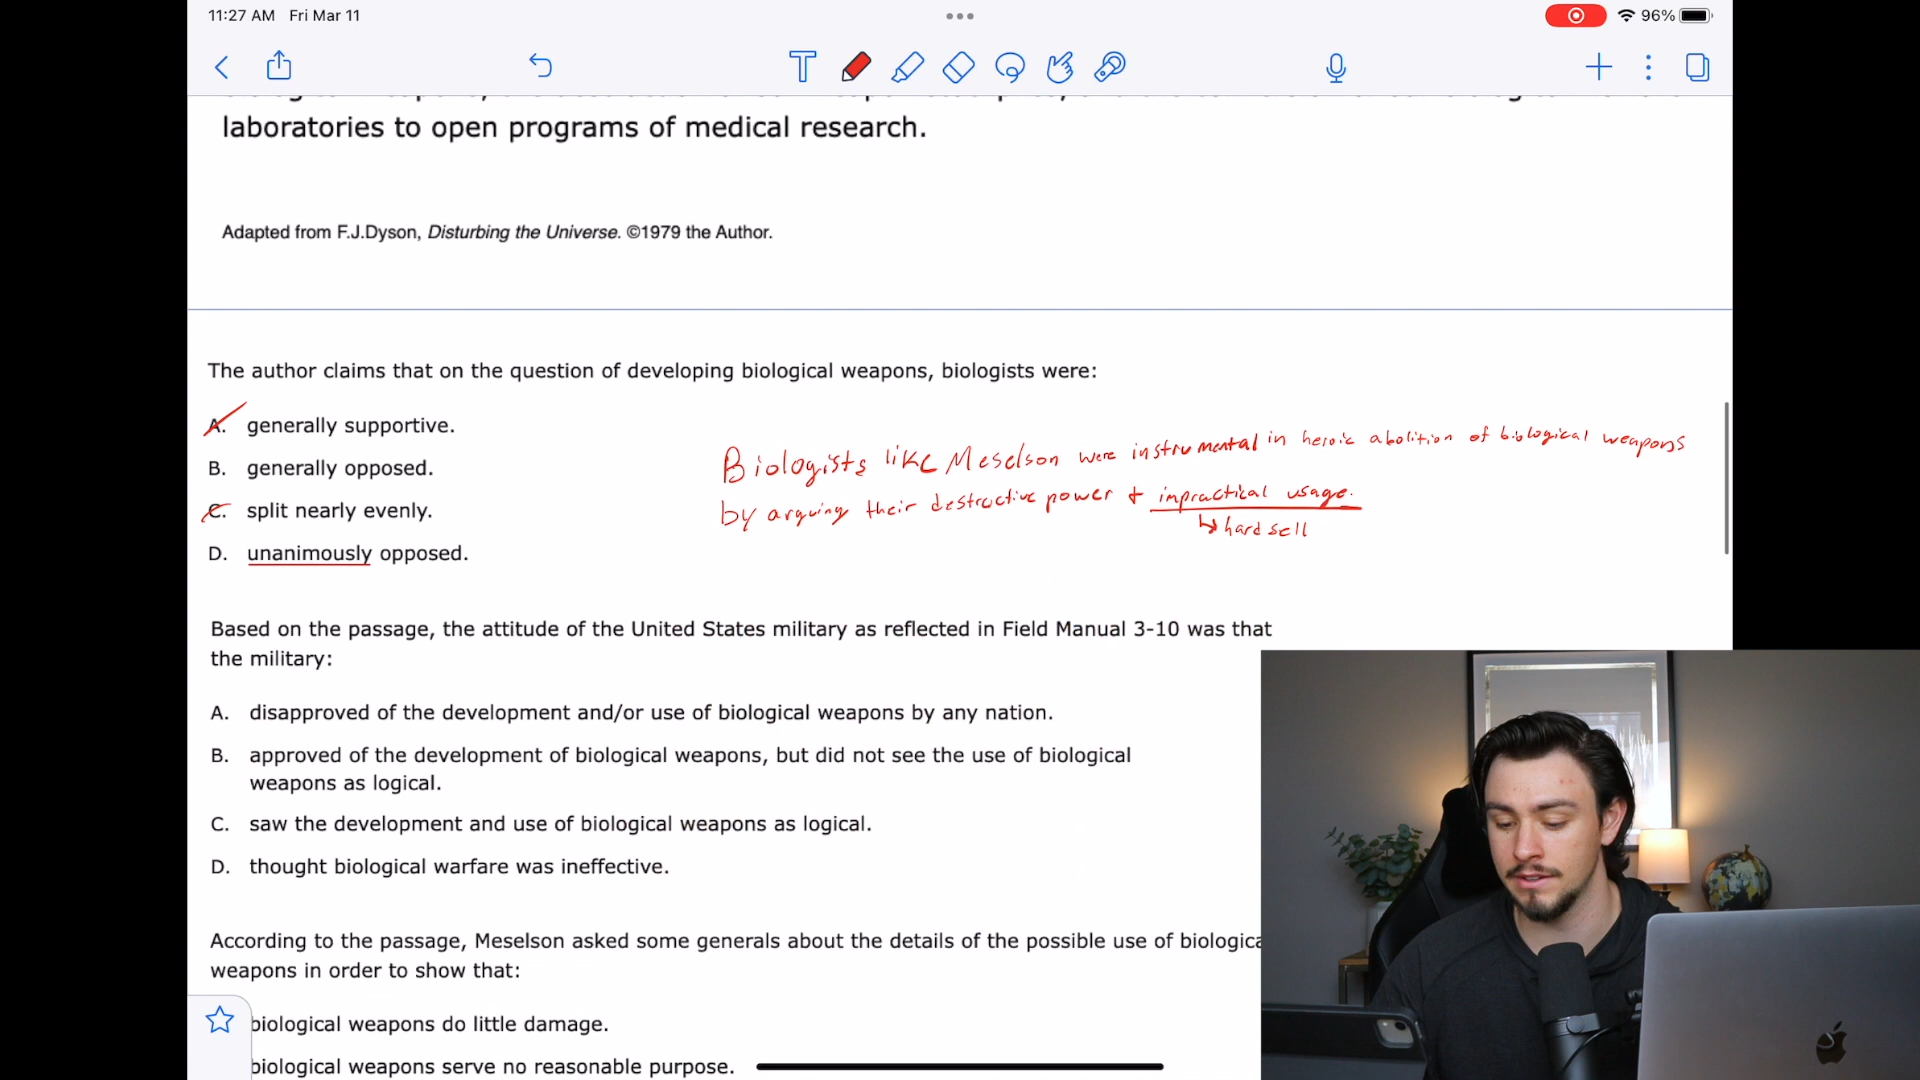 11:27 AM Fri Mar 11
96%
T
laboratories to open programs of medical research.
Adapted from F.J.Dyson, Disturbing the Universe. ©1979 the Author.
The author claims that on the question of developing biological weapons, biologists were:
A. generally supportive.
B. generally opposed.
C. split nearly evenly.
D. unanimously opposed.
Biologists like Meselson were instrumental in heroic abolition of biological weapons
by arguing their destructive power + inpractical usage.
↳ hard sell
Based on the passage, the attitude of the United States military as reflected in Field Manual 3-10 was that
the military:
A. disapproved of the development and/or use of biological weapons by any nation.
B. approved of the development of biological weapons, but did not see the use of biological
weapons as logical.
C. saw the development and use of biological weapons as logical.
D. thought biological warfare was ineffective.
According to the passage, Meselson asked some generals about the details of the possible use of biologica
weapons in order to show that:
biological weapons do little damage.
biological weapons serve no reasonable purpose.